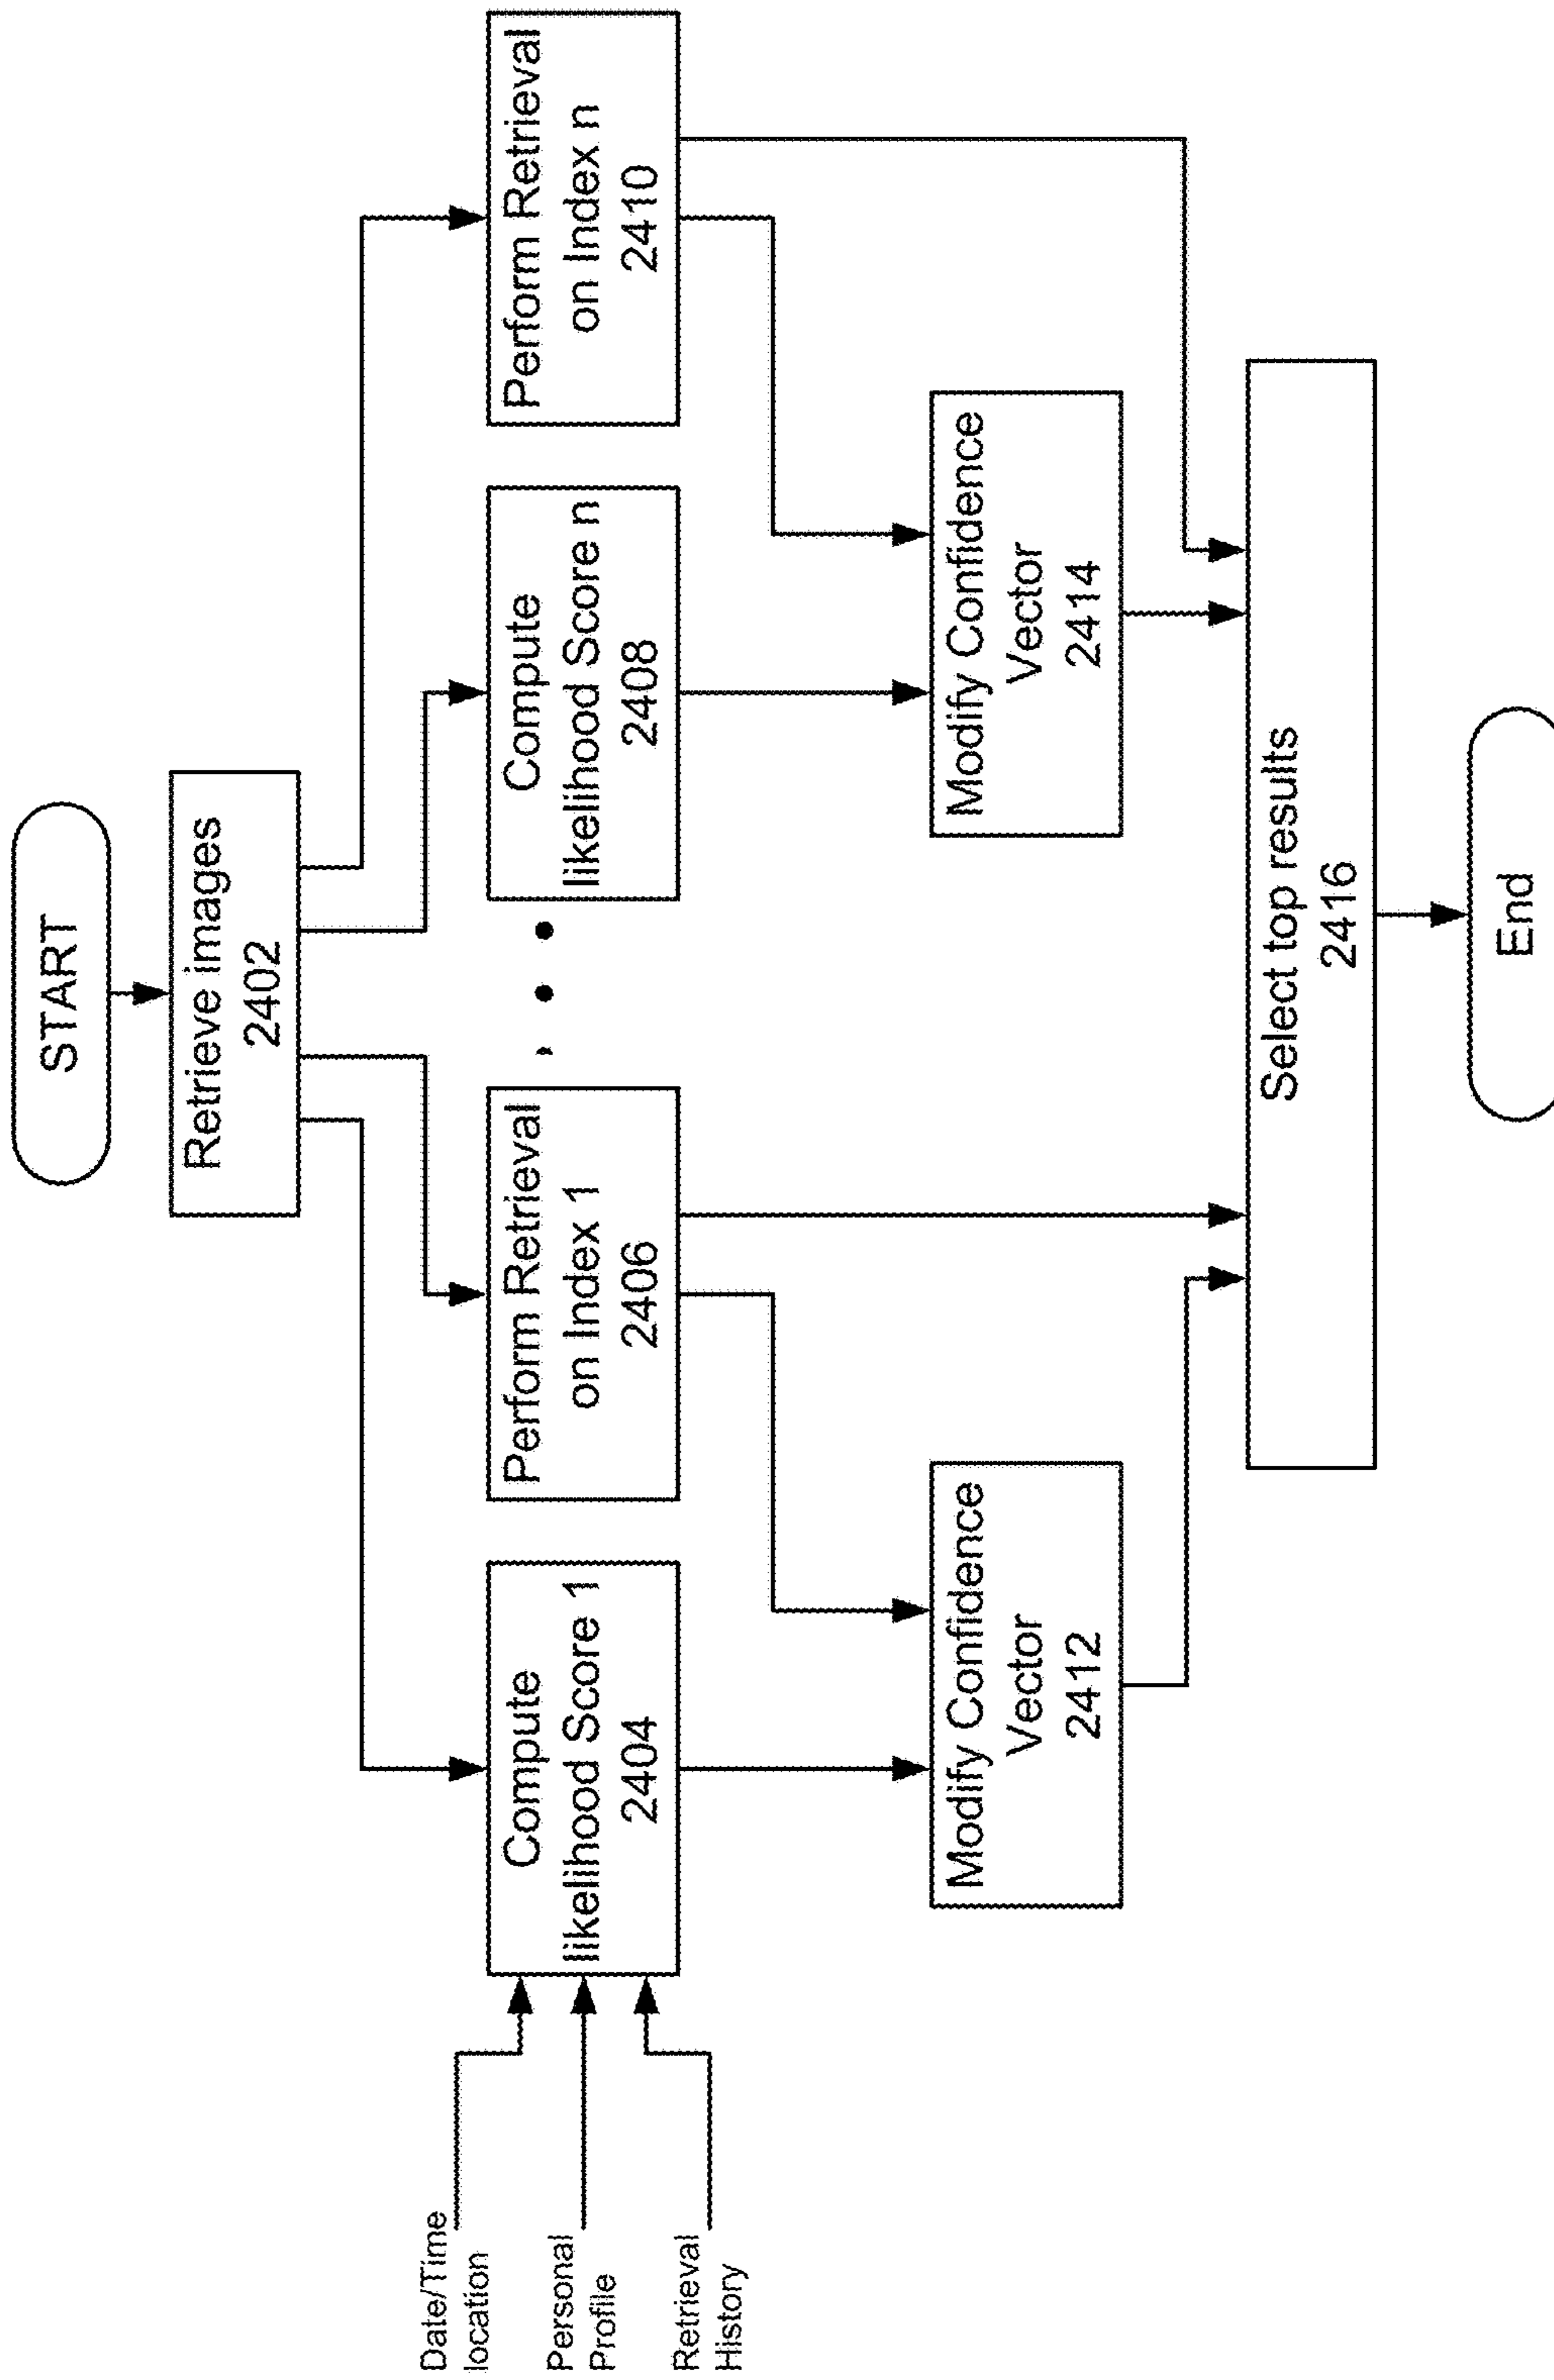 START
Retrieve images
2402
Date/Time
location
Personal
Profile
Retrieval
History
Compute
likelihood Score 1
2404
Perform Retrieval
on Index 1
2406
Compute
likelihood Score n
2408
Perform Retrieval
on Index n
2410
Modify Confidence
Vector
2412
Modify Confidence
Vector
2414
Select top results
2416
End